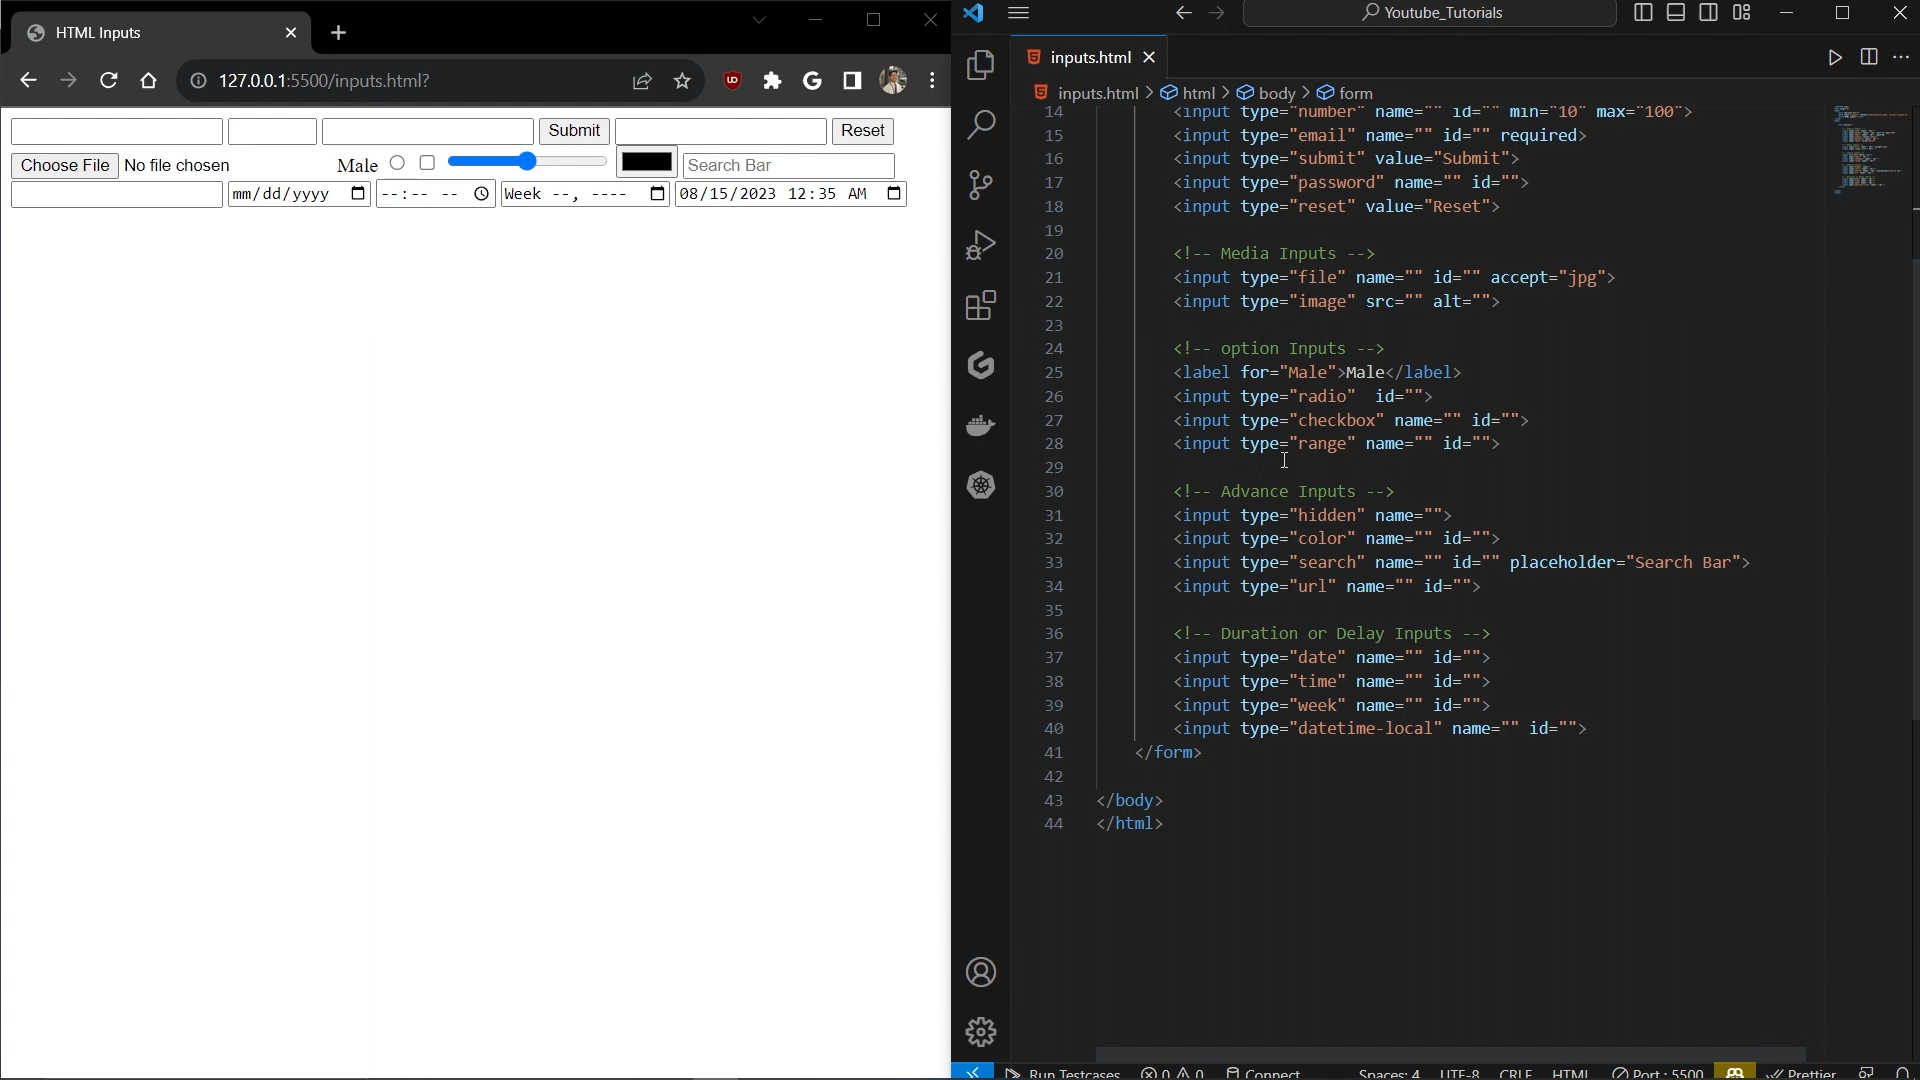 HTML Inputs
127.0.0.1:5500/inputs.html?
Submit
Reset
Choose File No file chosen
Male
Search Bar
mm/dd/yyyy
--:-- --
Week --, ----
08/15/2023 12:35 AM
Youtube_Tutorials
inputs.html
inputs.html > html > body > form
14 <input type="number" name="" id="" min="10" max="100">
15 <input type="email" name="" id="" required>
16 <input type="submit" value="Submit">
17 <input type="password" name="" id="">
18 <input type="reset" value="Reset">
19
20 <!-- Media Inputs -->
21 <input type="file" name="" id="" accept="jpg">
22 <input type="image" src="" alt="">
23
24 <!-- option Inputs -->
25 <label for="Male">Male</label>
26 <input type="radio"  id="">
27 <input type="checkbox" name="" id="">
28 <input type="range" name="" id="">
29
30 <!-- Advance Inputs -->
31 <input type="hidden" name="">
32 <input type="color" name="" id="">
33 <input type="search" name="" id="" placeholder="Search Bar">
34 <input type="url" name="" id="">
35
36 <!-- Duration or Delay Inputs -->
37 <input type="date" name="" id="">
38 <input type="time" name="" id="">
39 <input type="week" name="" id="">
40 <input type="datetime-local" name="" id="">
41 </form>
42
43 </body>
44 </html>
Run Testcases 0 0 Connect Spaces: 4 UTF-8 CRLF HTML Port : 5500 Prettier